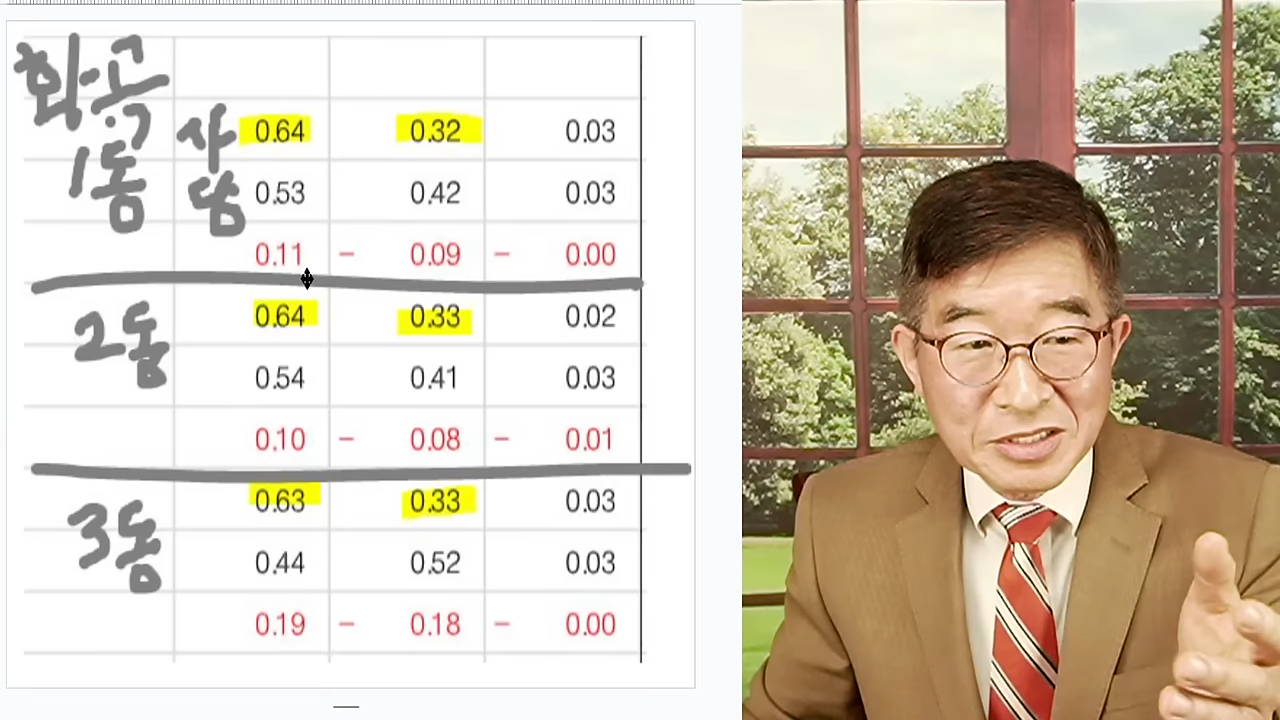 화곡
1동
사 0.64 0.32 0.03
당 0.53 0.42 0.03
0.11 - 0.09 - 0.00
2동 0.64 0.33 0.02
0.54 0.41 0.03
0.10 - 0.08 - 0.01
3동 0.63 0.33 0.03
0.44 0.52 0.03
0.19 - 0.18 - 0.00